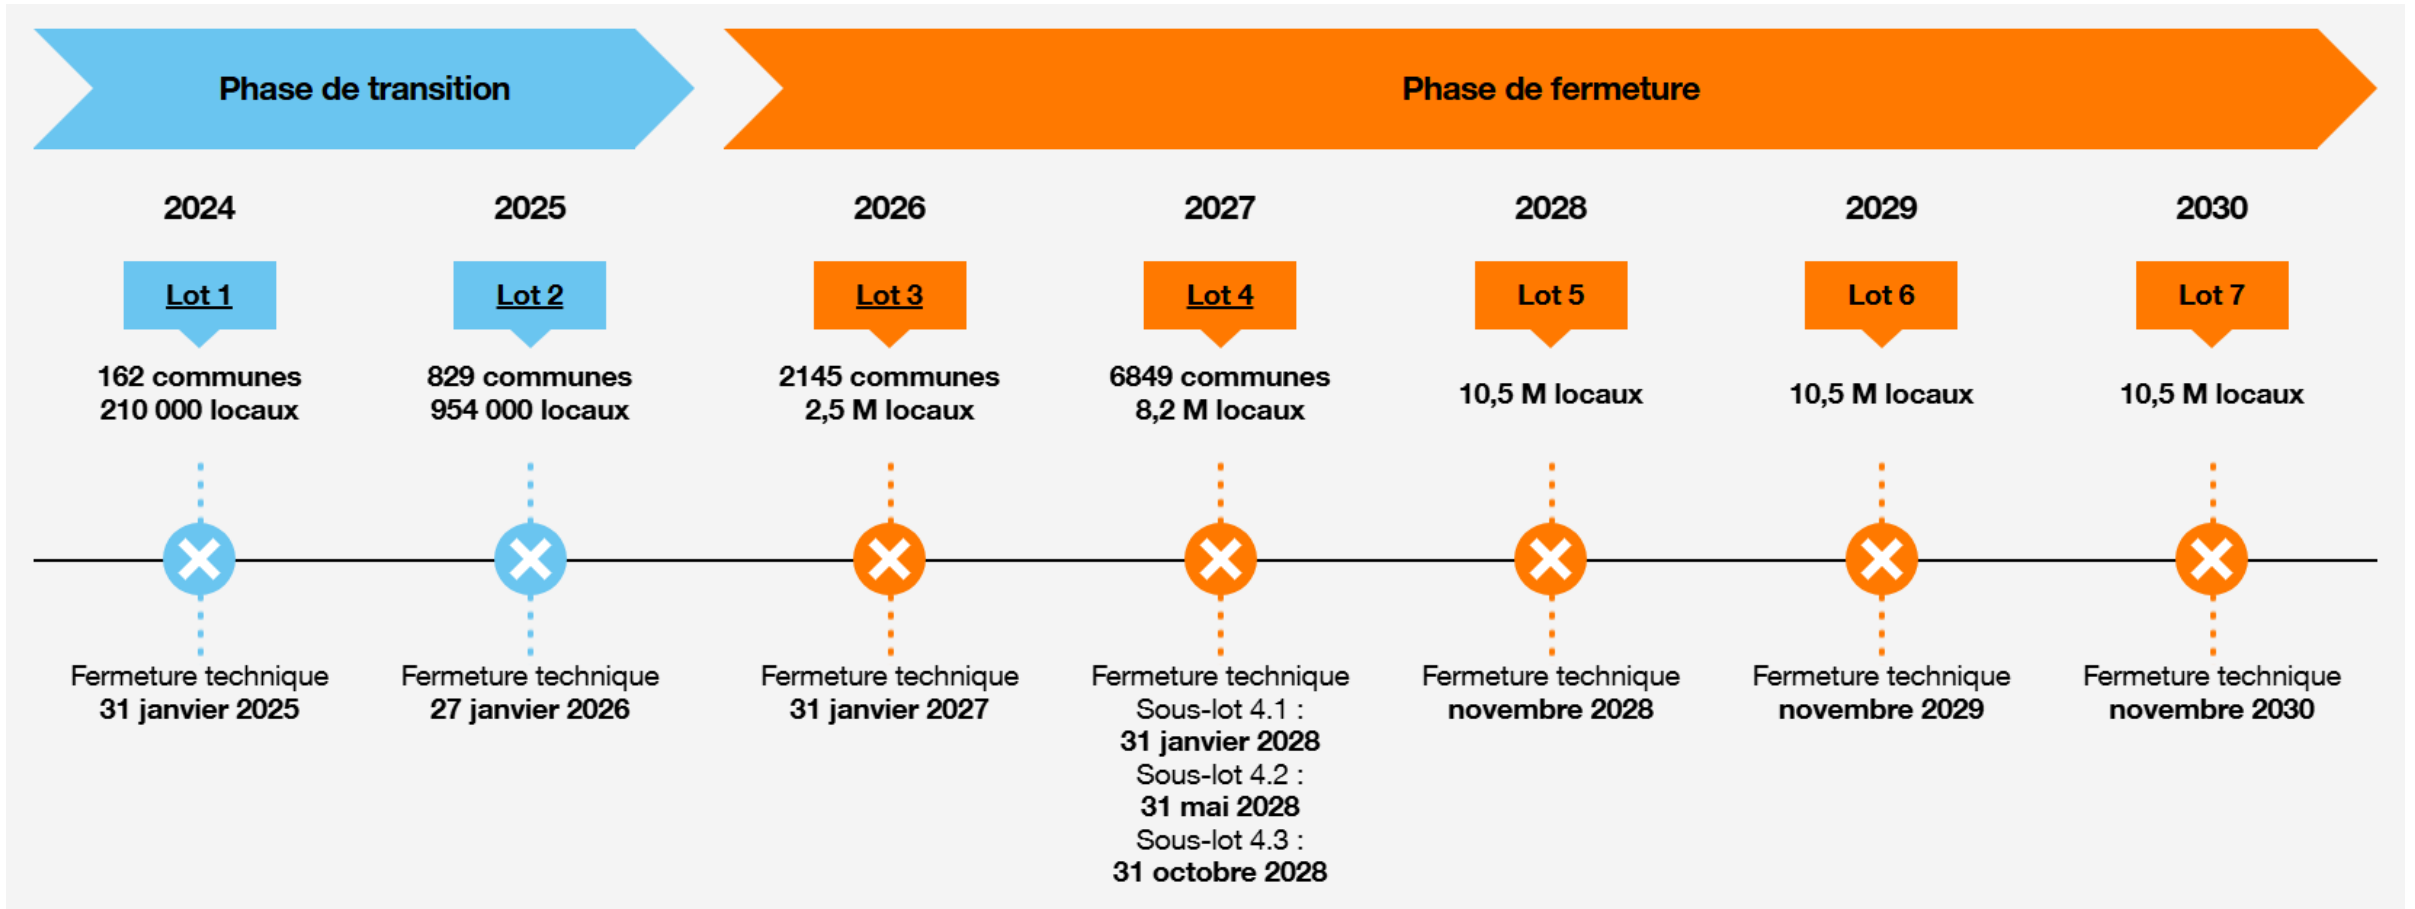 Phase de transition
Phase de fermeture
2024
2025
2026
2027
2028
2029
2030
Lot 1
Lot 2
Lot 3
Lot 4
Lot 5
Lot 6
Lot 7
162 communes
210 000 locaux
829 communes
954 000 locaux
2145 communes
2,5 M locaux
6849 communes
8,2 M locaux
10,5 M locaux
10,5 M locaux
10,5 M locaux
Fermeture technique
31 janvier 2025
Fermeture technique
27 janvier 2026
Fermeture technique
31 janvier 2027
Fermeture technique
Sous-lot 4.1 :
31 janvier 2028
Sous-lot 4.2 :
31 mai 2028
Sous-lot 4.3 :
31 octobre 2028
Fermeture technique
novembre 2028
Fermeture technique
novembre 2029
Fermeture technique
novembre 2030